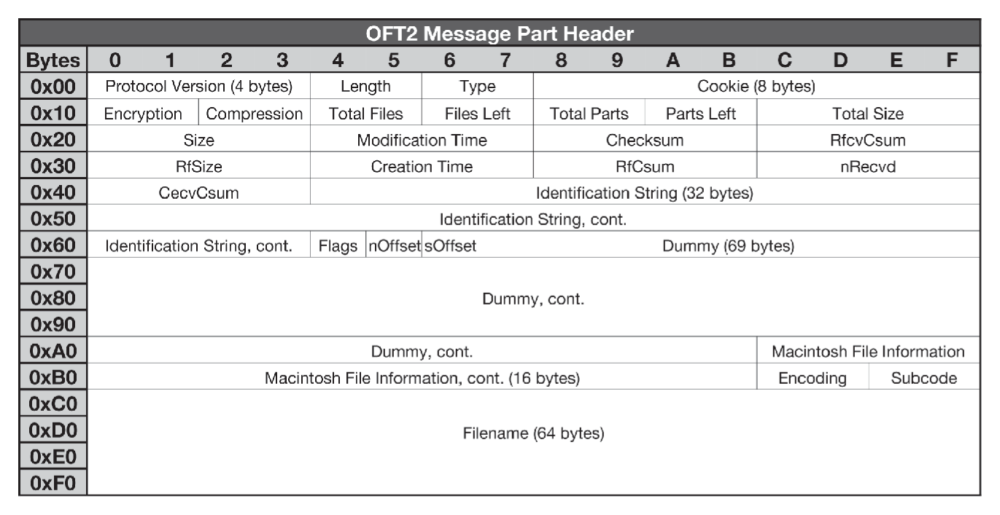 OFT2 Message Part Header
Bytes 0 1 2 3 4 5 6 7 8 9 A B C D E F
0x00 Protocol Version (4 bytes) Length Type Cookie (8 bytes)
0x10 Encryption Compression Total Files Files Left Total Parts Parts Left Total Size
0x20 Size Modification Time Checksum RfcvCsum
0x30 RfSize Creation Time RfCsum nRecvd
0x40 CecvCsum Identification String (32 bytes)
0x50 Identification String, cont.
0x60 Identification String, cont. Flags nOffset sOffset Dummy (69 bytes)
0x70
0x80 Dummy, cont.
0x90
0xA0 Dummy, cont. Macintosh File Information
0xB0 Macintosh File Information, cont. (16 bytes) Encoding Subcode
0xC0
0xD0 Filename (64 bytes)
0xE0
0xF0